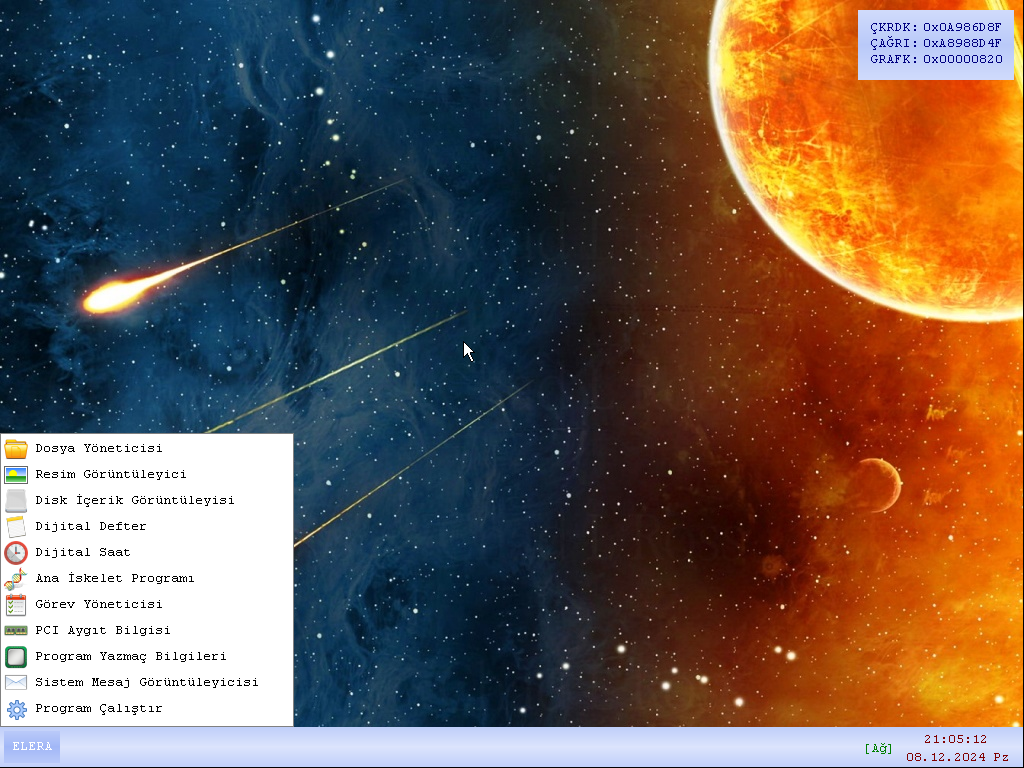 ÇKRDK: 0x0A986D8F
ÇAĞRI: 0xA8988D4F
GRAFK: 0x00000820
Dosya Yöneticisi
Resim Görüntüleyici
Disk İçerik Görüntüleyisi
Dijital Defter
Dijital Saat
Ana İskelet Programı
Görev Yöneticisi
PCI Aygıt Bilgisi
Program Yazmaç Bilgileri
Sistem Mesaj Görüntüleyicisi
Program Çalıştır
ELERA
[Ağ]
21:05:12
08.12.2024 Pz